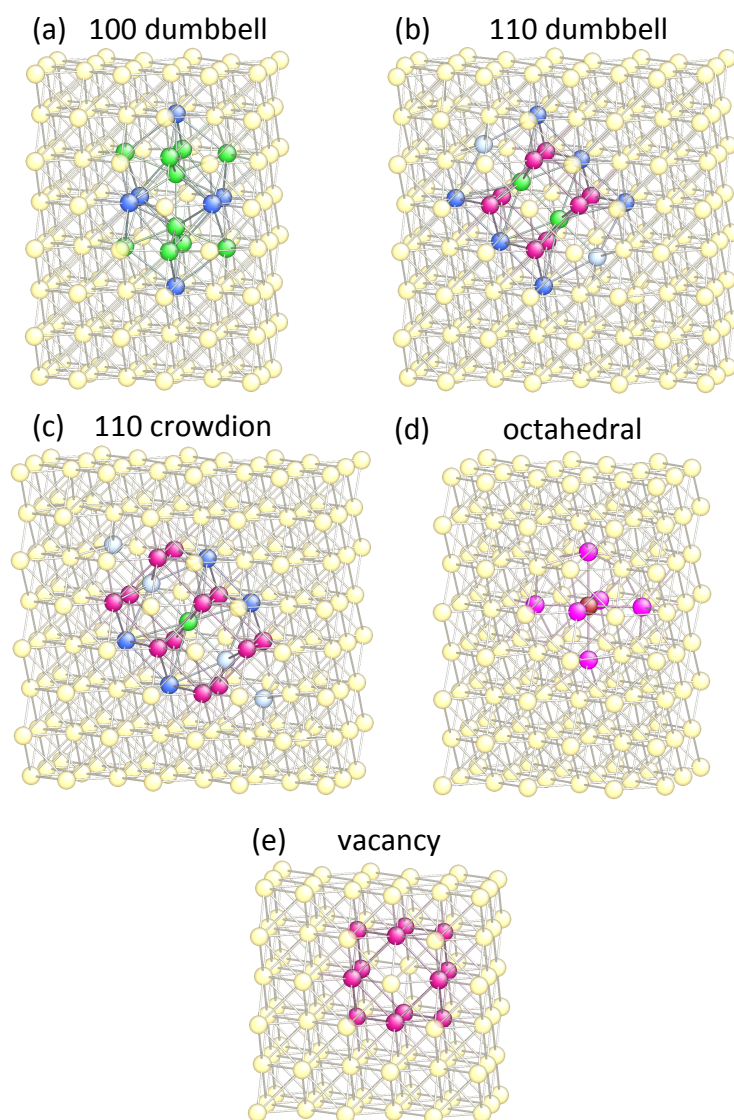 (a) 100 dumbbell
(b) 110 dumbbell
(c) 110 crowdion
(d) octahedral
(e) vacancy